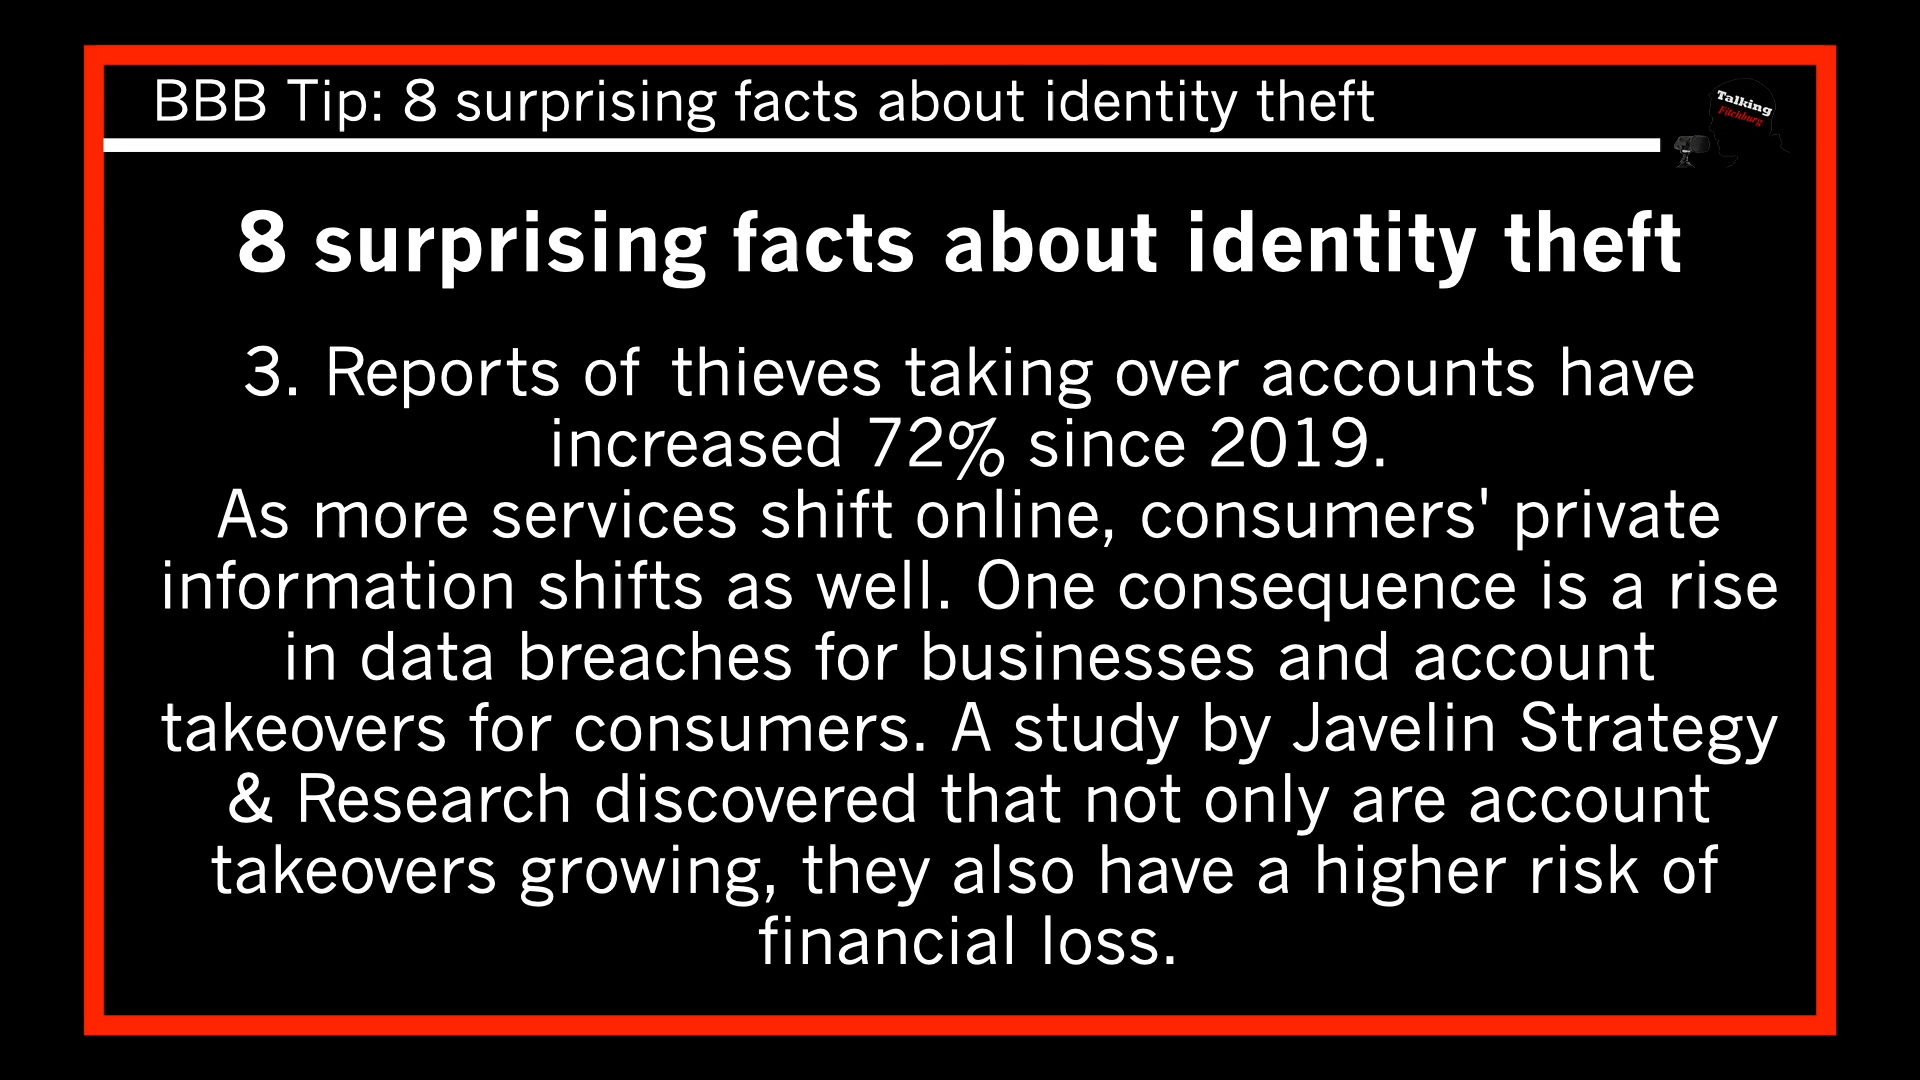 BBB Tip: 8 surprising facts about identity theft
Talking
Fitchburg
8 surprising facts about identity theft
3. Reports of thieves taking over accounts have
increased 72% since 2019.
As more services shift online, consumers' private
information shifts as well. One consequence is a rise
in data breaches for businesses and account
takeovers for consumers. A study by Javelin Strategy
& Research discovered that not only are account
takeovers growing, they also have a higher risk of
financial loss.